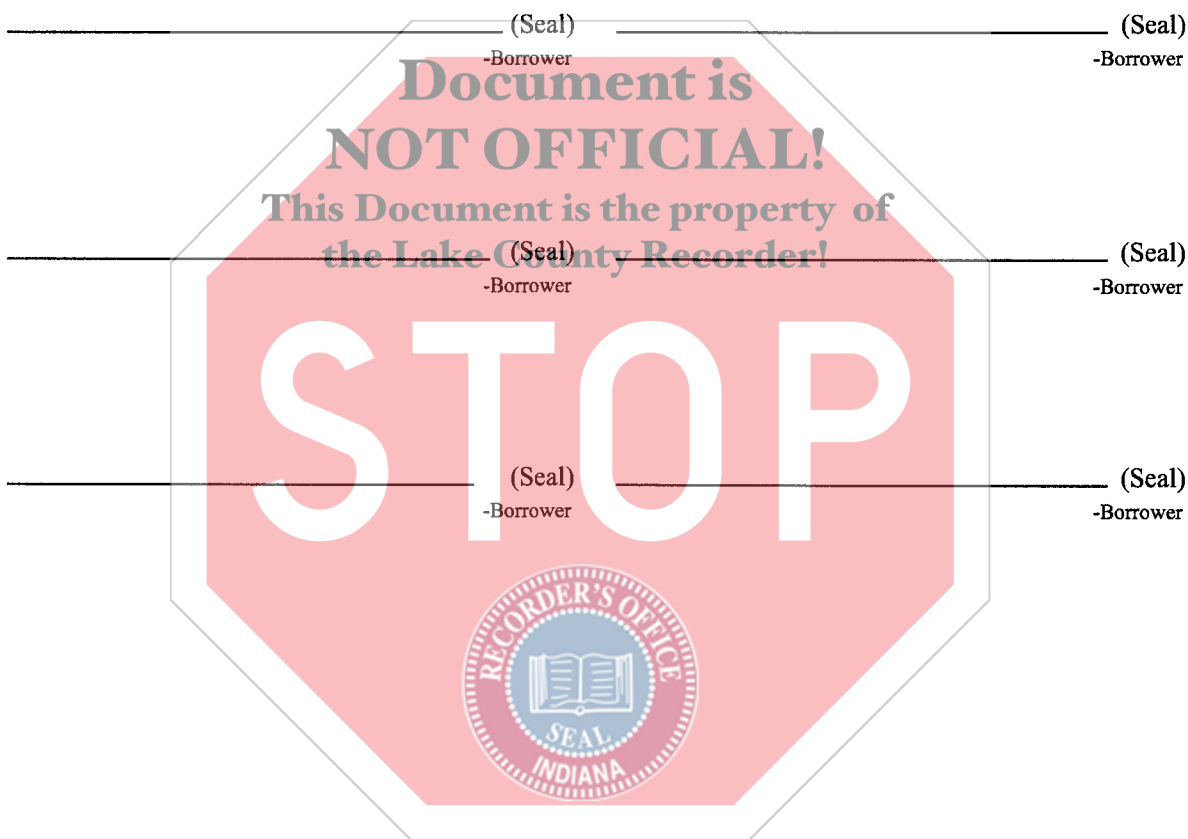 (Seal) (Seal)
-Borrower -Borrower
Document is
NOT OFFICIAL!
This Document is the property of
the Lake County Recorder!
(Seal) (Seal)
-Borrower -Borrower
STOP
(Seal) (Seal)
-Borrower -Borrower
RECORDER'S OFFICE
SEAL
INDIANA